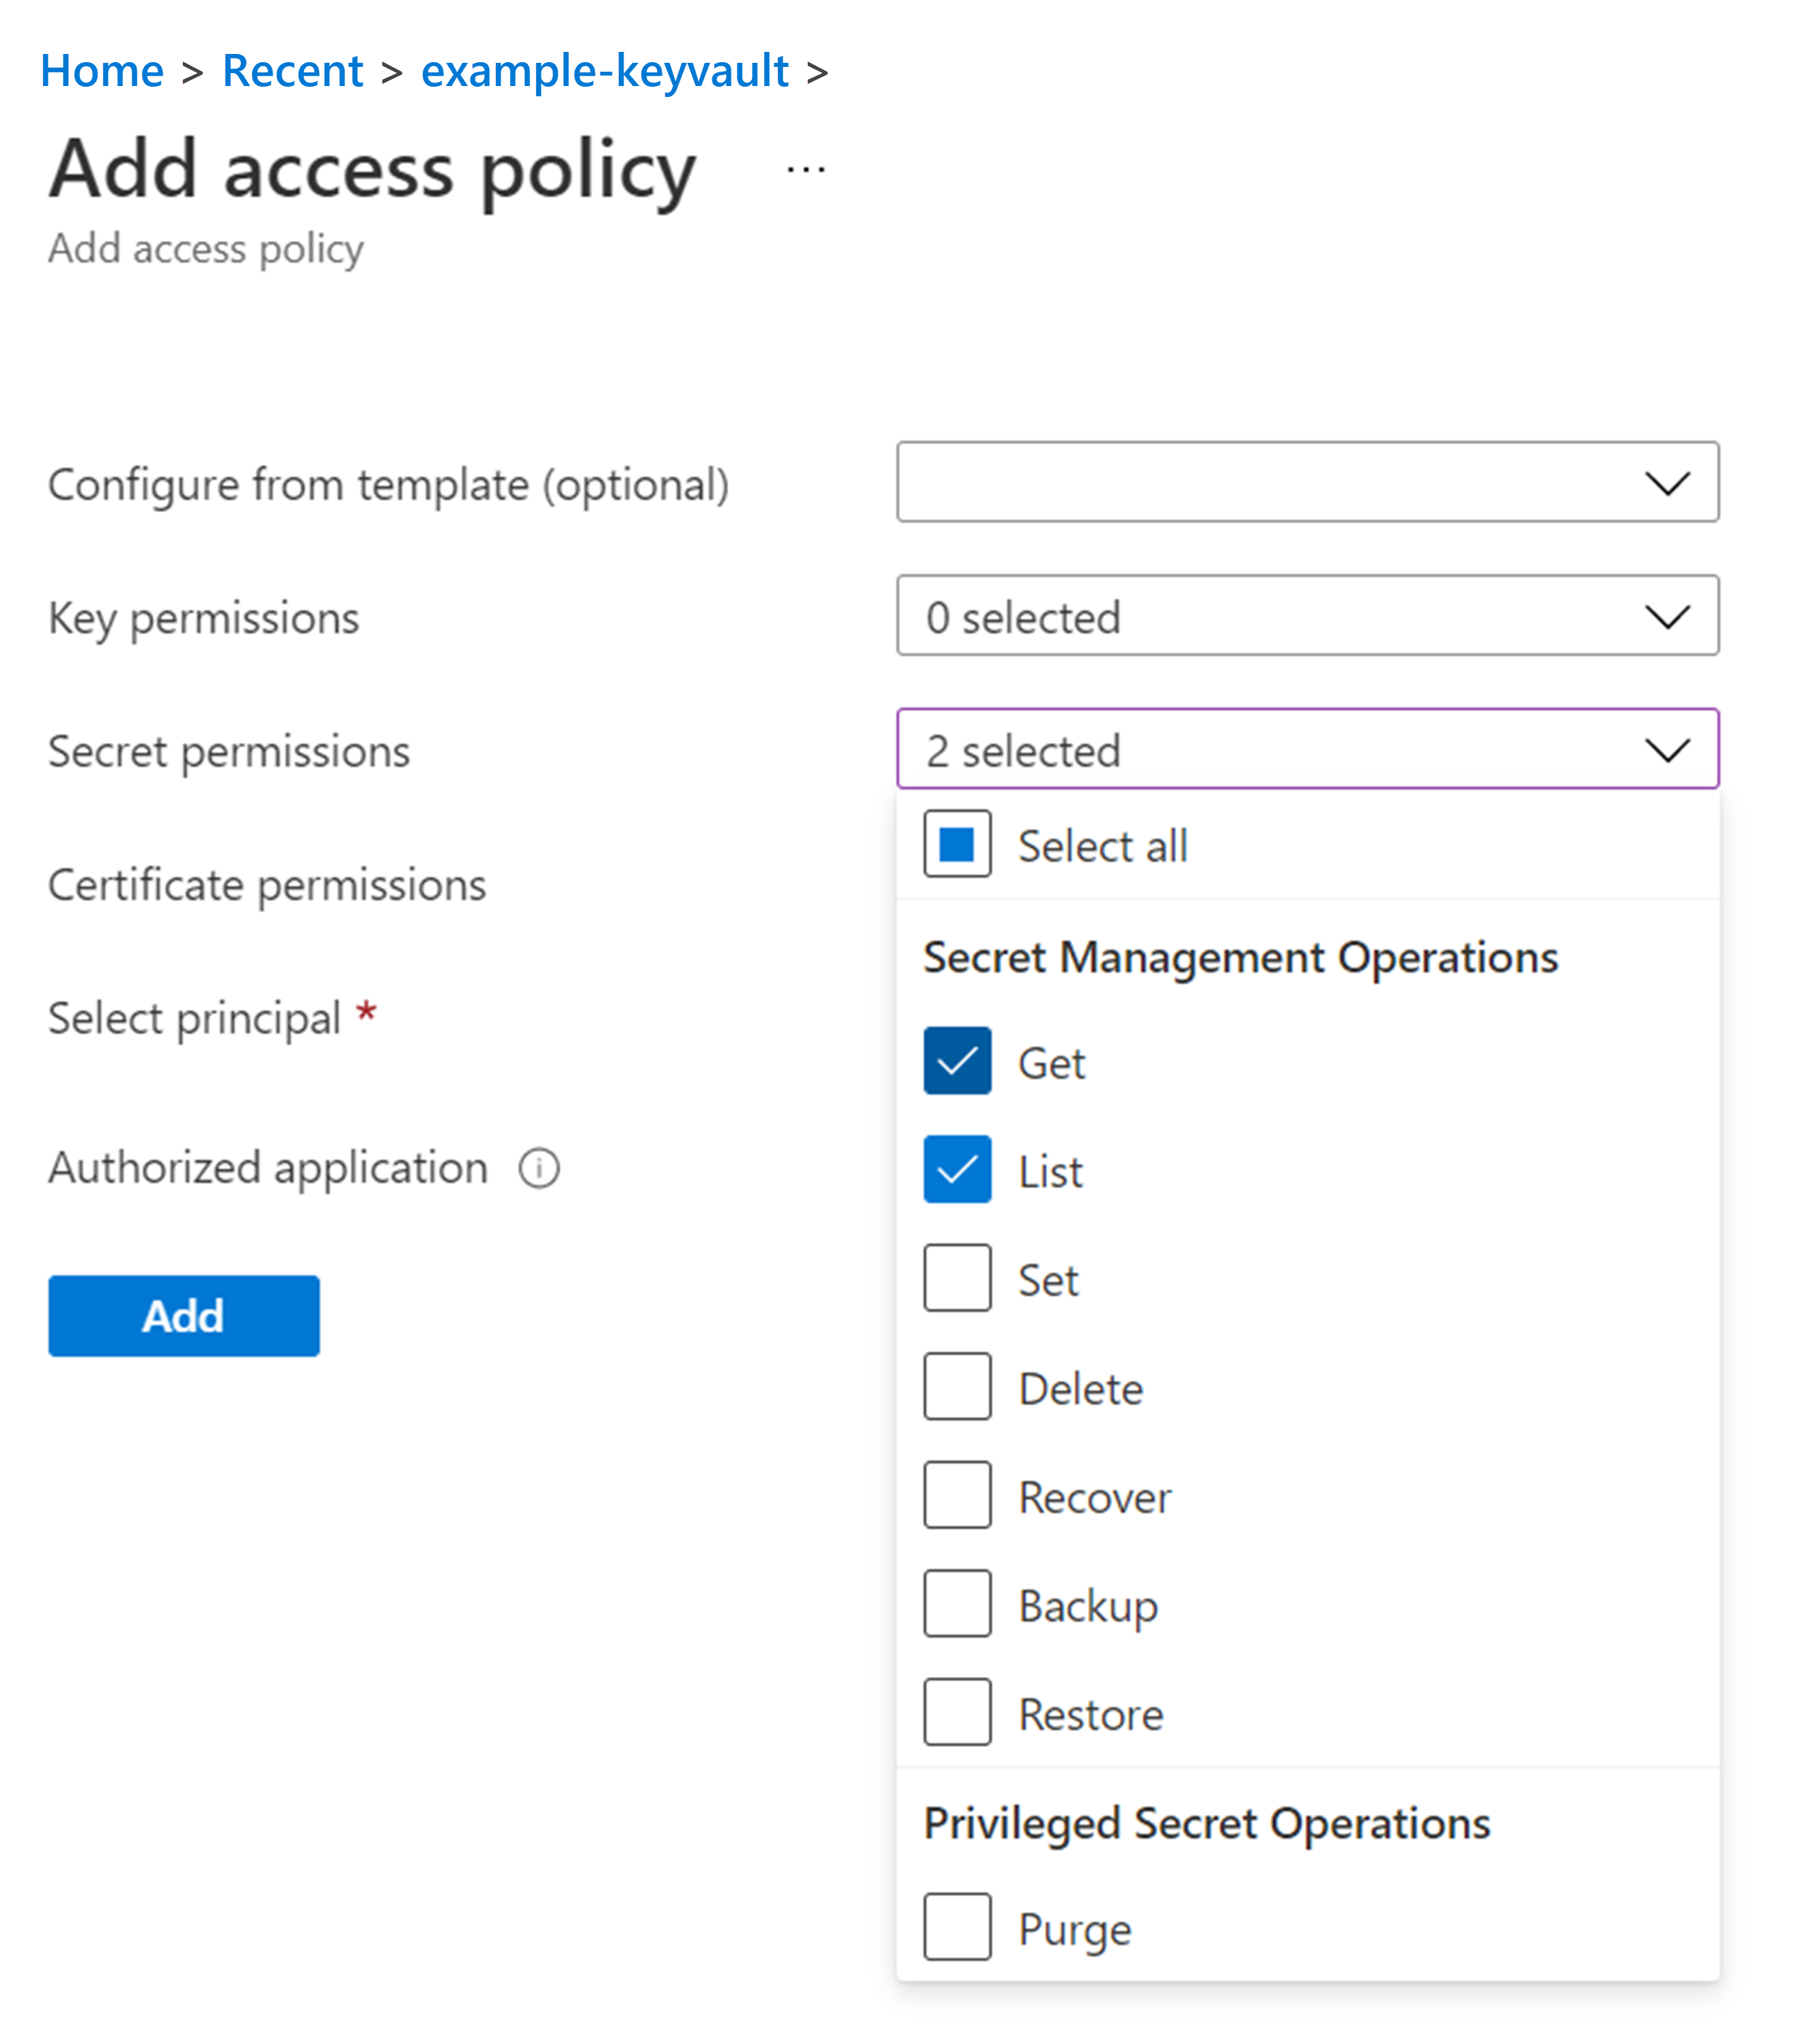 Home > Recent > example-keyvault >
Add access policy ...
Add access policy
Configure from template (optional)
Key permissions 0 selected
Secret permissions 2 selected
Select all
Certificate permissions
Secret Management Operations
Select principal *
Get
Authorized application
List
Set
Add
Delete
Recover
Backup
Restore
Privileged Secret Operations
Purge